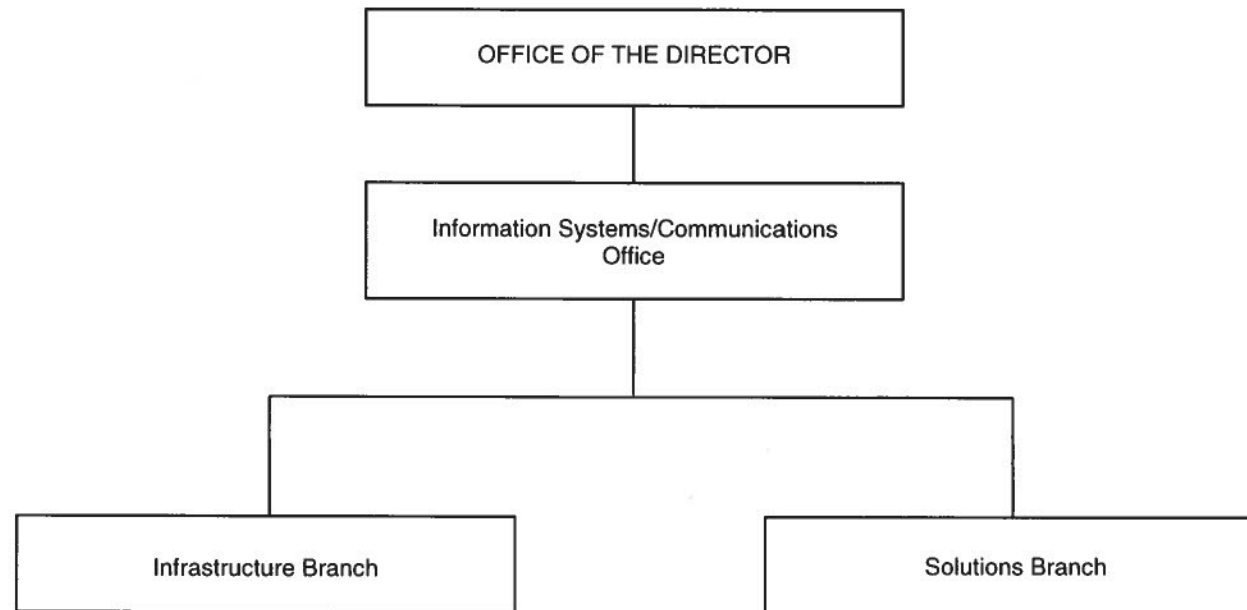 OFFICE OF THE DIRECTOR
Information Systems/Communications
Office
Infrastructure Branch
Solutions Branch